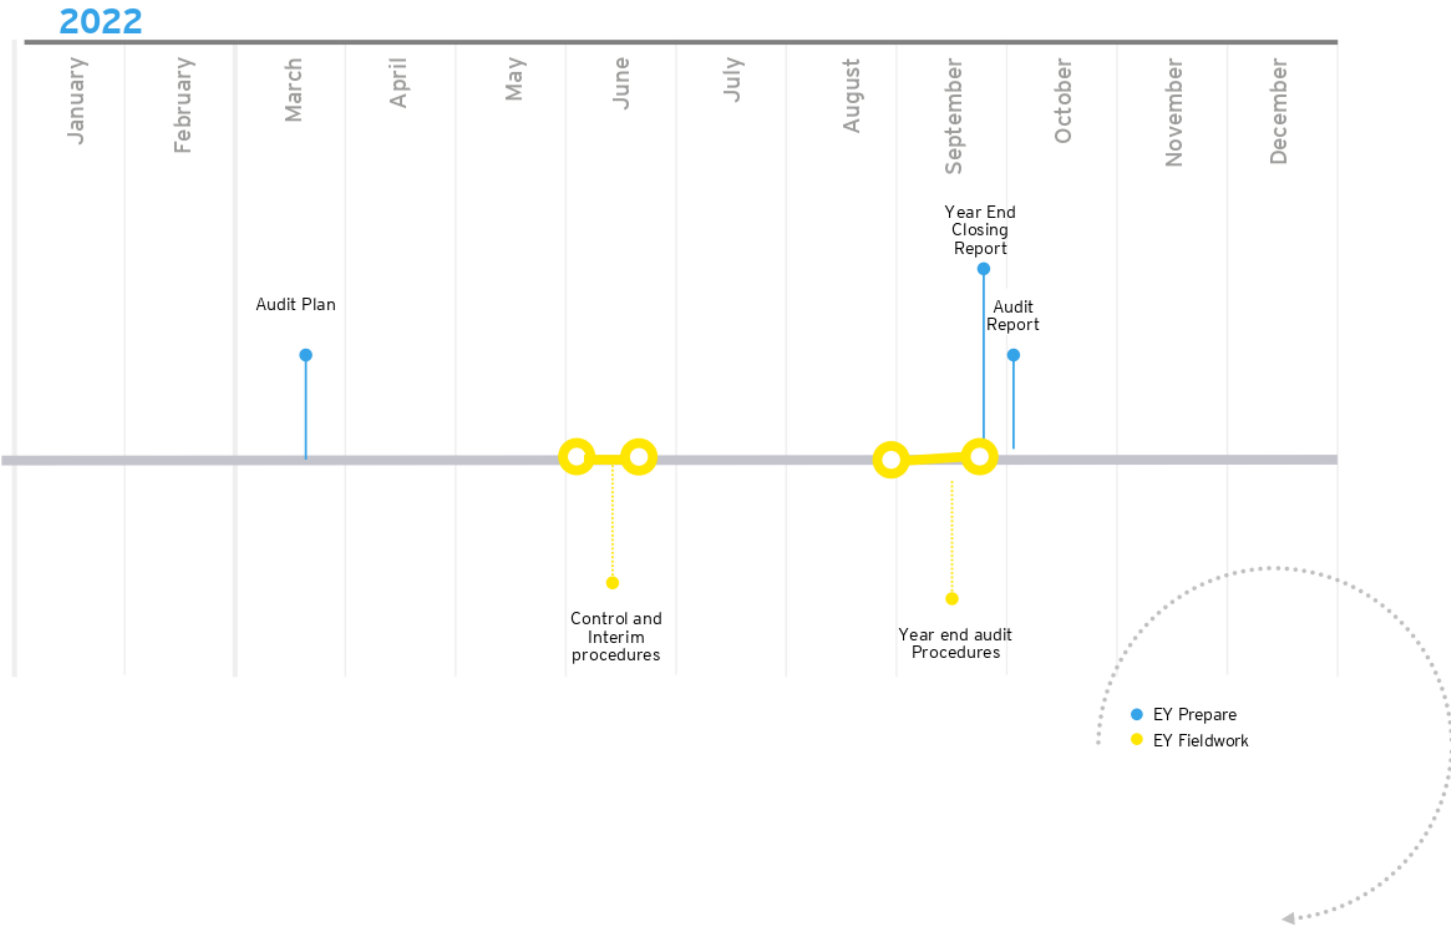 2022
January
February
March
April
May
June
July
August
September
October
November
December
Year End
Closing
Report
Audit Plan
Audit
Report
Control and
Interim
procedures
Year end audit
Procedures
EY Prepare
EY Fieldwork